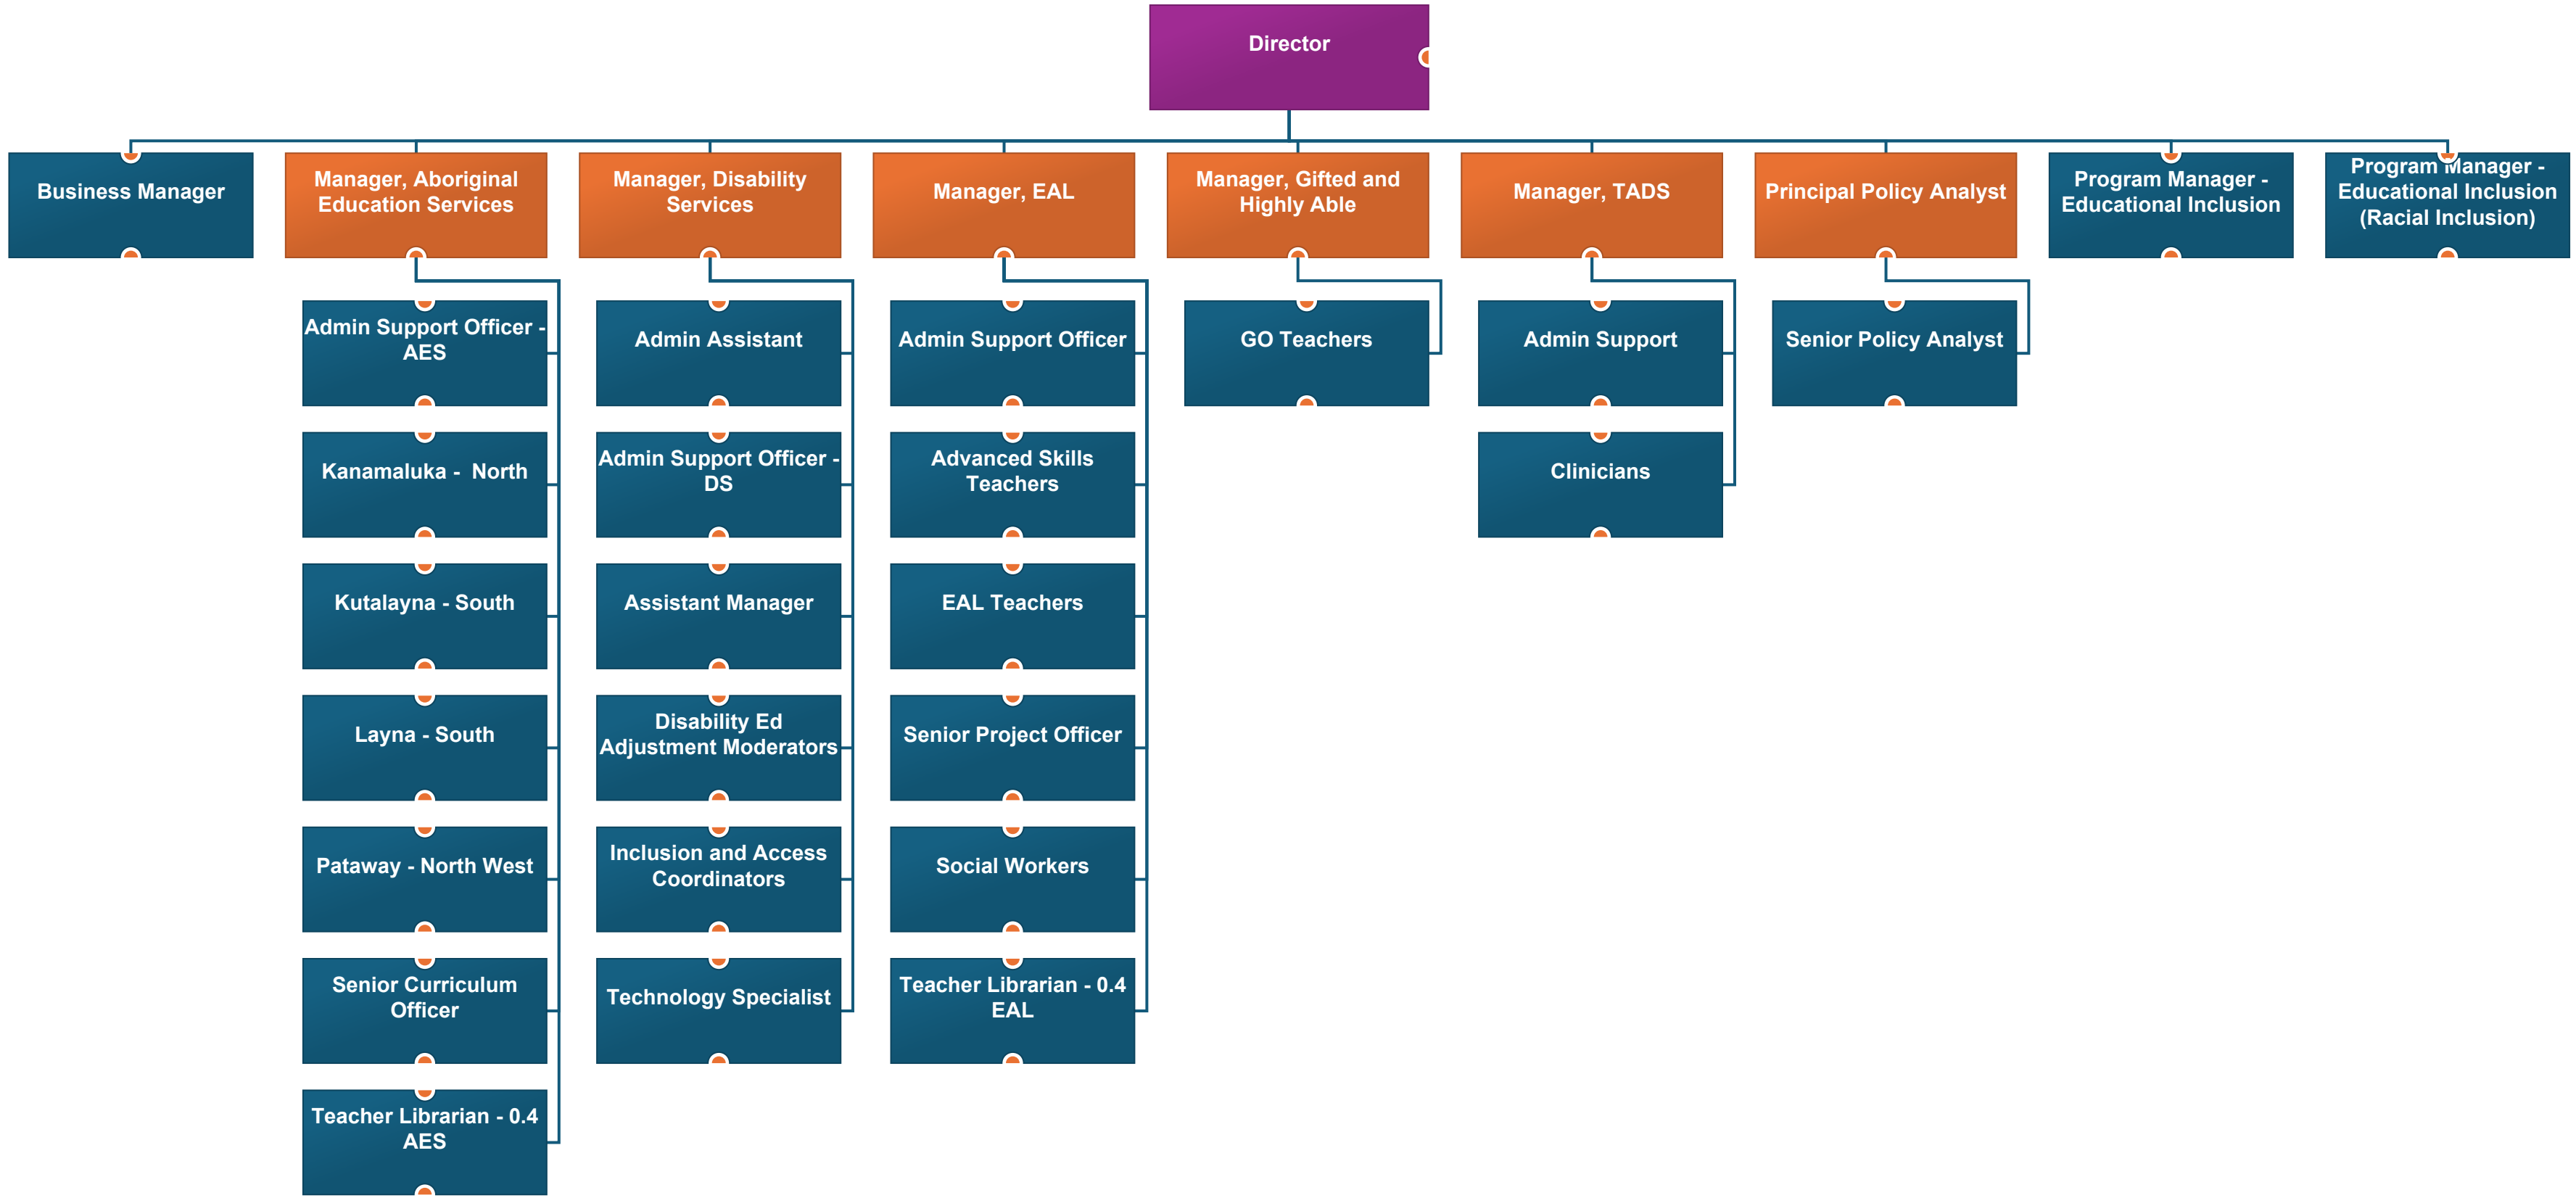 Director
Business Manager
Manager, Aboriginal
Education Services
Manager, Disability
Services
Manager, EAL
Manager, Gifted and
Highly Able
Manager, TADS
Principal Policy Analyst
Program Manager -
Educational Inclusion
Program Manager -
Educational Inclusion
(Racial Inclusion)
Admin Support Officer -
AES
Kanamaluka -  North
Kutalayna - South
Layna - South
Pataway - North West
Senior Curriculum
Officer
Teacher Librarian - 0.4
AES
Admin Assistant
Admin Support Officer -
DS
Assistant Manager
Disability Ed
Adjustment Moderators
Inclusion and Access
Coordinators
Technology Specialist
Admin Support Officer
Advanced Skills
Teachers
EAL Teachers
Senior Project Officer
Social Workers
Teacher Librarian - 0.4
EAL
GO Teachers
Admin Support
Clinicians
Senior Policy Analyst